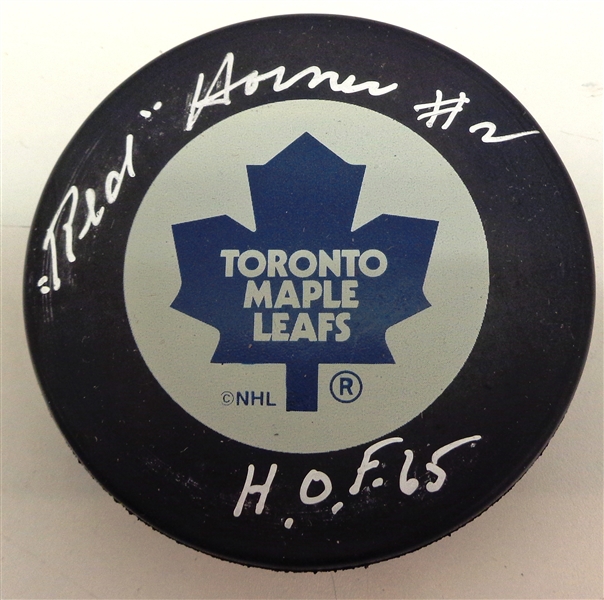 "Red" Horner #2
TORONTO
MAPLE
LEAFS
©NHL ®
H.O.F. 65